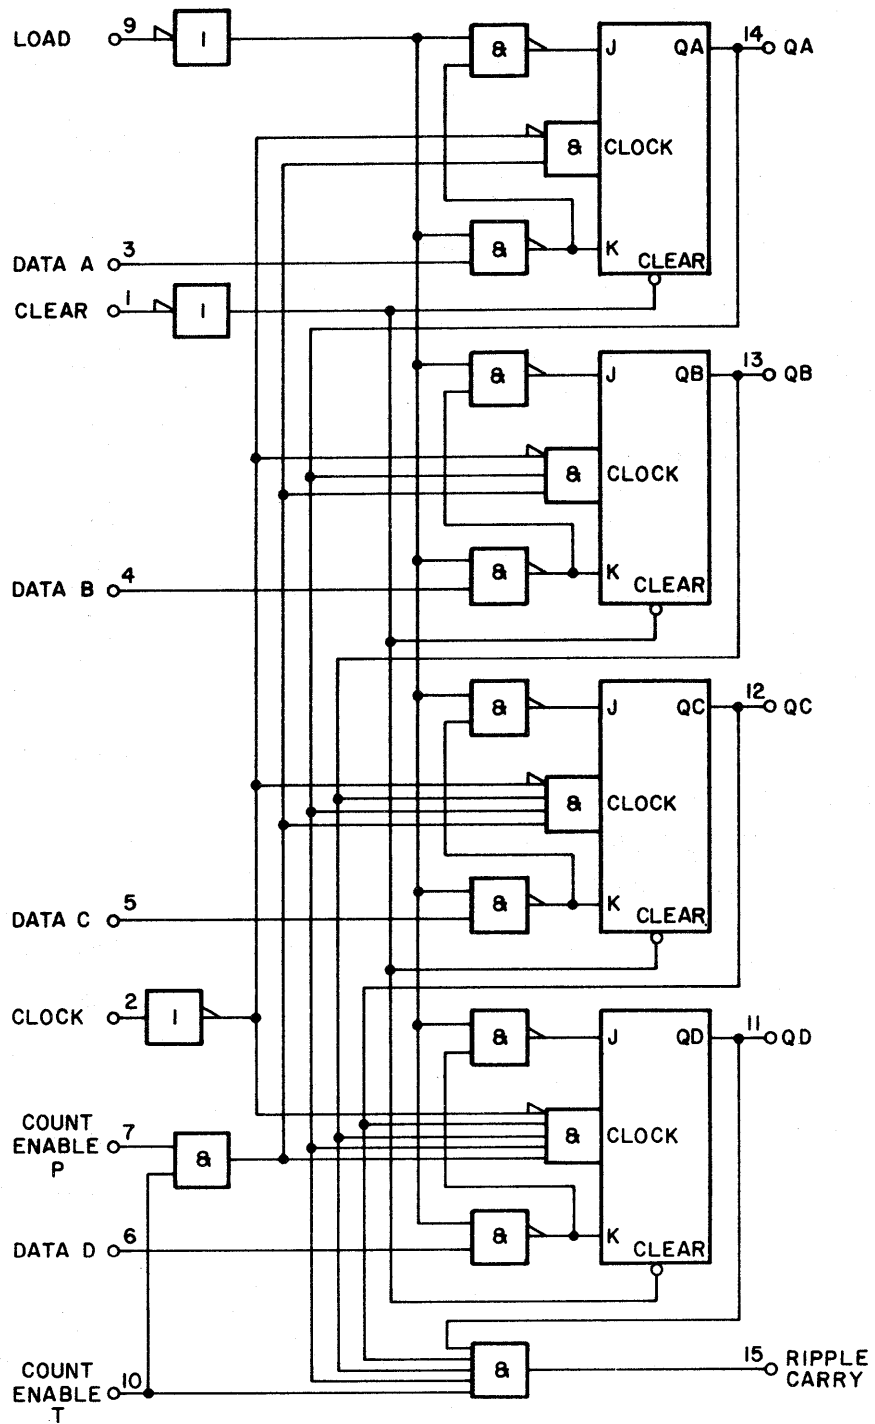 9
LOAD
1
&
J
QA
14
QA
&
CLOCK
3
DATA A
&
K
CLEAR
1
CLEAR
1
&
J
QB
13
QB
&
CLOCK
4
DATA B
&
K
CLEAR
&
J
QC
12
QC
&
CLOCK
5
DATA C
&
K
CLEAR
2
CLOCK
1
&
J
QD
11
QD
COUNT
ENABLE
P
7
&
&
CLOCK
6
DATA D
&
K
CLEAR
COUNT
ENABLE
T
10
&
15
RIPPLE
CARRY